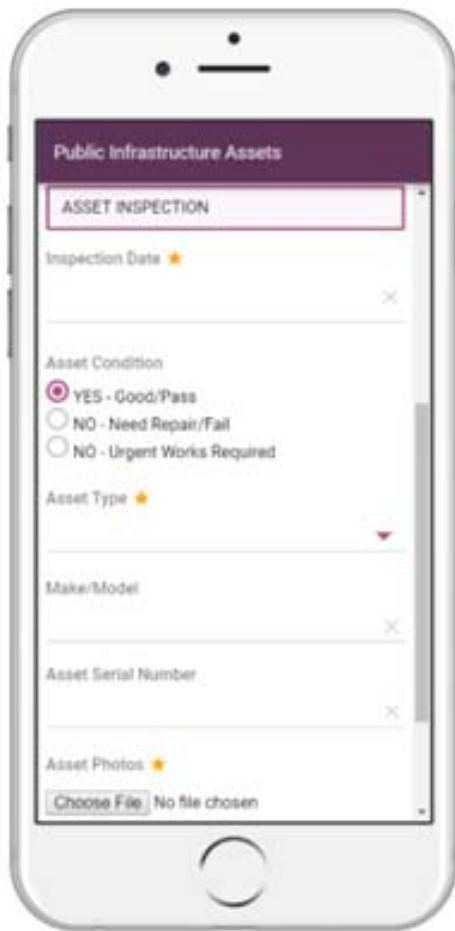 Public Infrastructure Assets
ASSET INSPECTION
Inspection Date
Asset Condition
YES - Good/Pass
NO - Need Repair/Fail
NO - Urgent Works Required
Asset Type
Make/Model
Asset Serial Number
Asset Photos
Choose File No file chosen